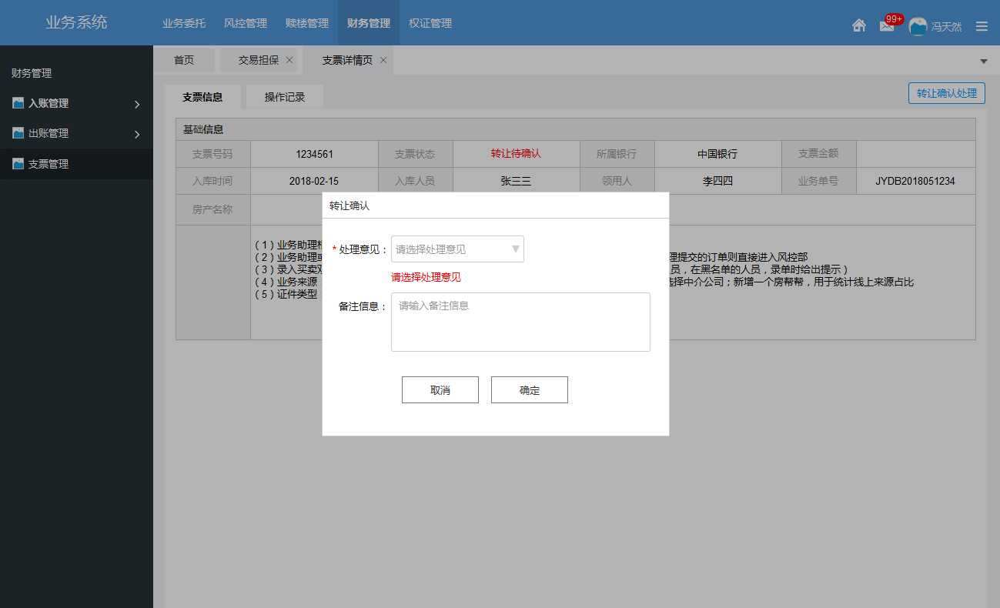 业务系统
业务委托 风控管理 赎楼管理 财务管理 权证管理
99+
冯天然
财务管理
入账管理
出账管理
支票管理
首页 交易担保 支票详情页
支票信息 操作记录
转让确认处理
基础信息
支票号码 1234561 支票状态 转让待确认 所属银行 中国银行 支票金额
入库时间 2018-02-15 入库人员 张三三 领用人 李四四 业务单号 JYDB2018051234
房产名称
转让确认
* 处理意见： 请选择处理意见
请选择处理意见
备注信息： 请输入备注信息
取消 确定
（1）业务助理
理提交的订单则直接进入风控部
（2）业务助理
员，在黑名单的人员，录单时给出提示）
（3）录入买卖
选择中介公司；新增一个房帮帮，用于统计线上来源占比
（4）业务来源
（5）证件类型